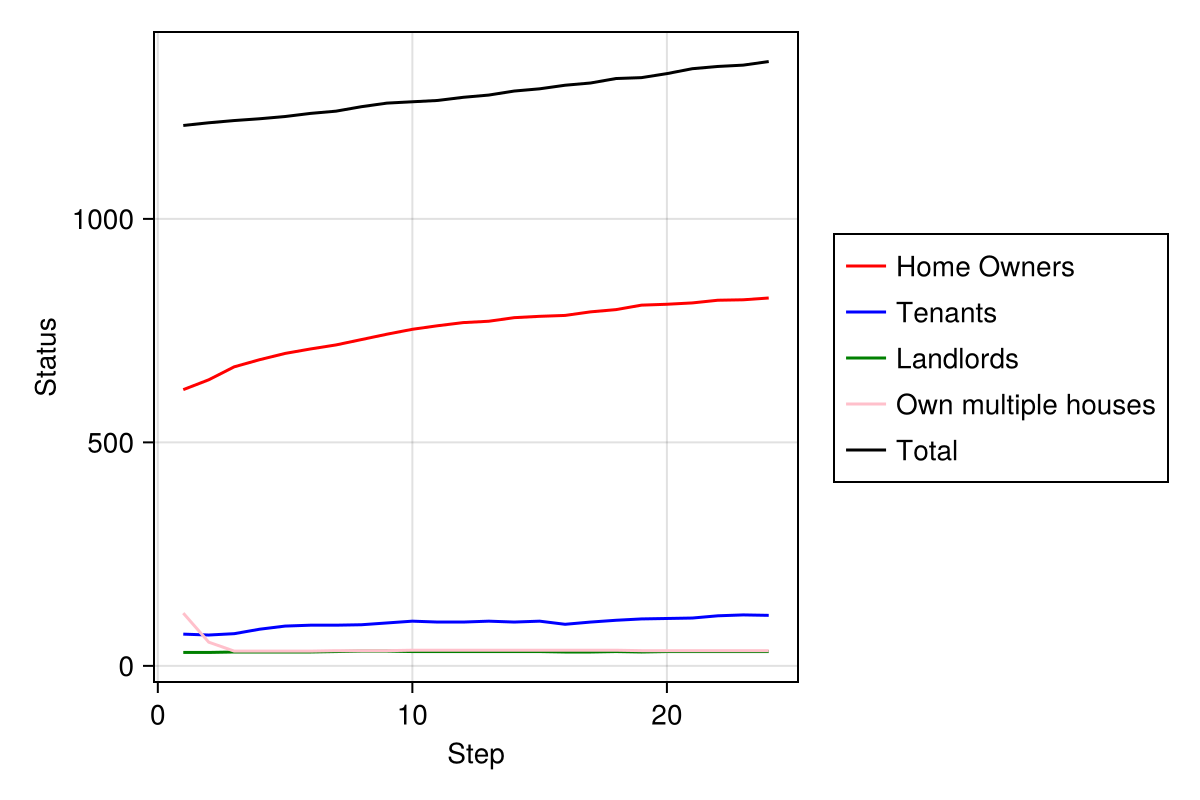 Status
1000
500
0
0
10
20
Step
Home Owners
Tenants
Landlords
Own multiple houses
Total